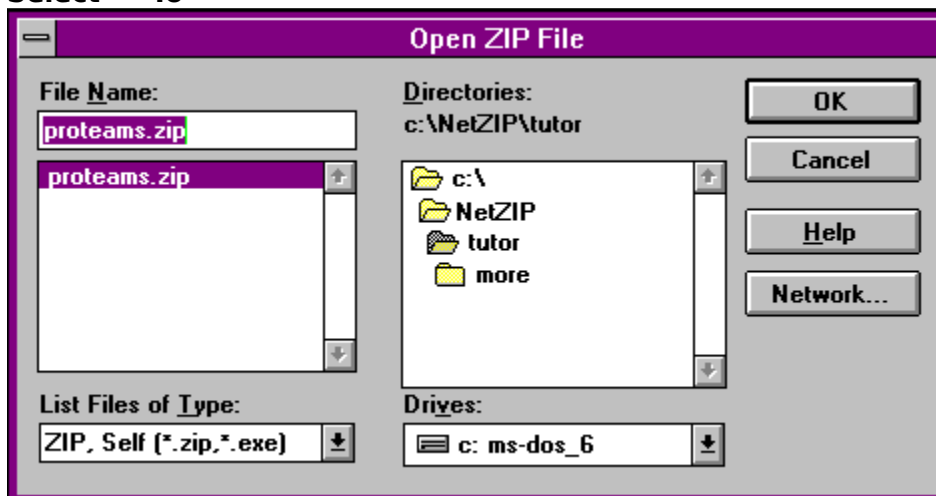 Open ZIP File
File Name:
proteams.zip
proteams.zip
List Files of Type:
ZIP, Self (*.zip,*.exe)
Directories:
c:\NetZIP\tutor
c:\
NetZIP
tutor
more
Drives:
c: ms-dos_6
OK
Cancel
Help
Network...